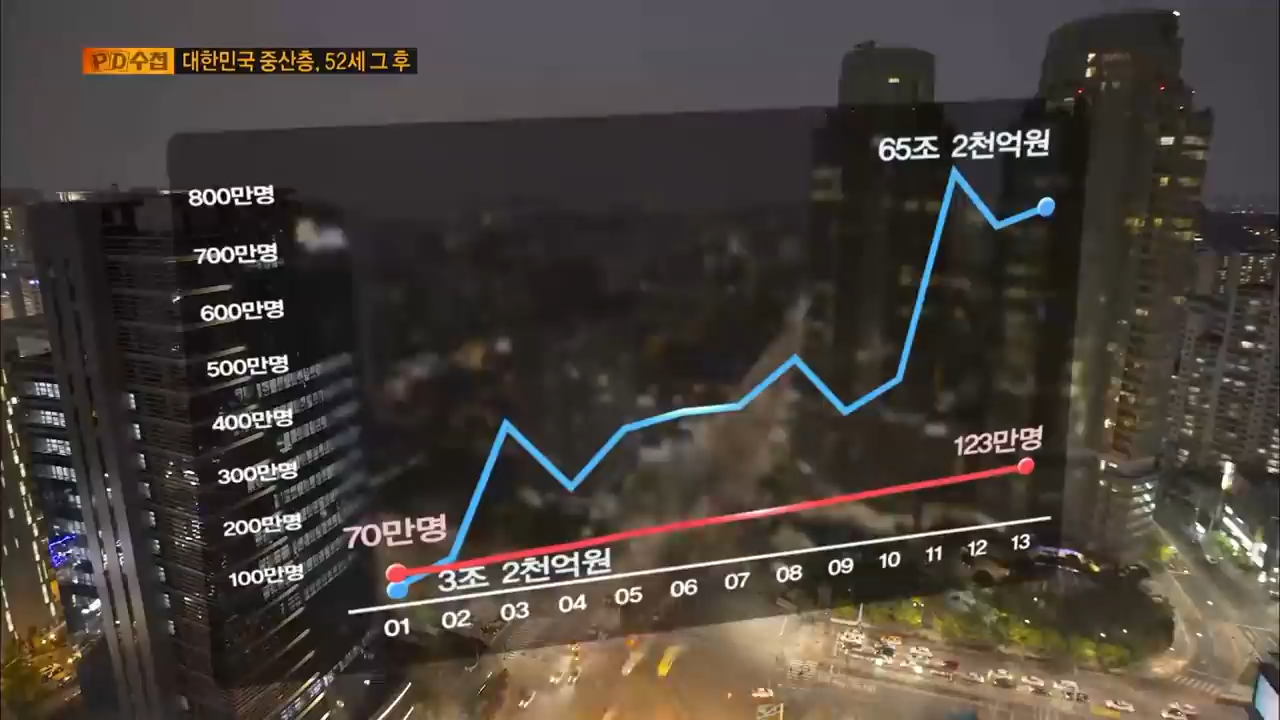 PD수첩 대한민국 중산층, 52세 그 후
65조 2천억원
800만명
700만명
600만명
500만명
400만명
300만명
200만명
100만명
123만명
70만명
3조 2천억원
01 02 03 04 05 06 07 08 09 10 11 12 13